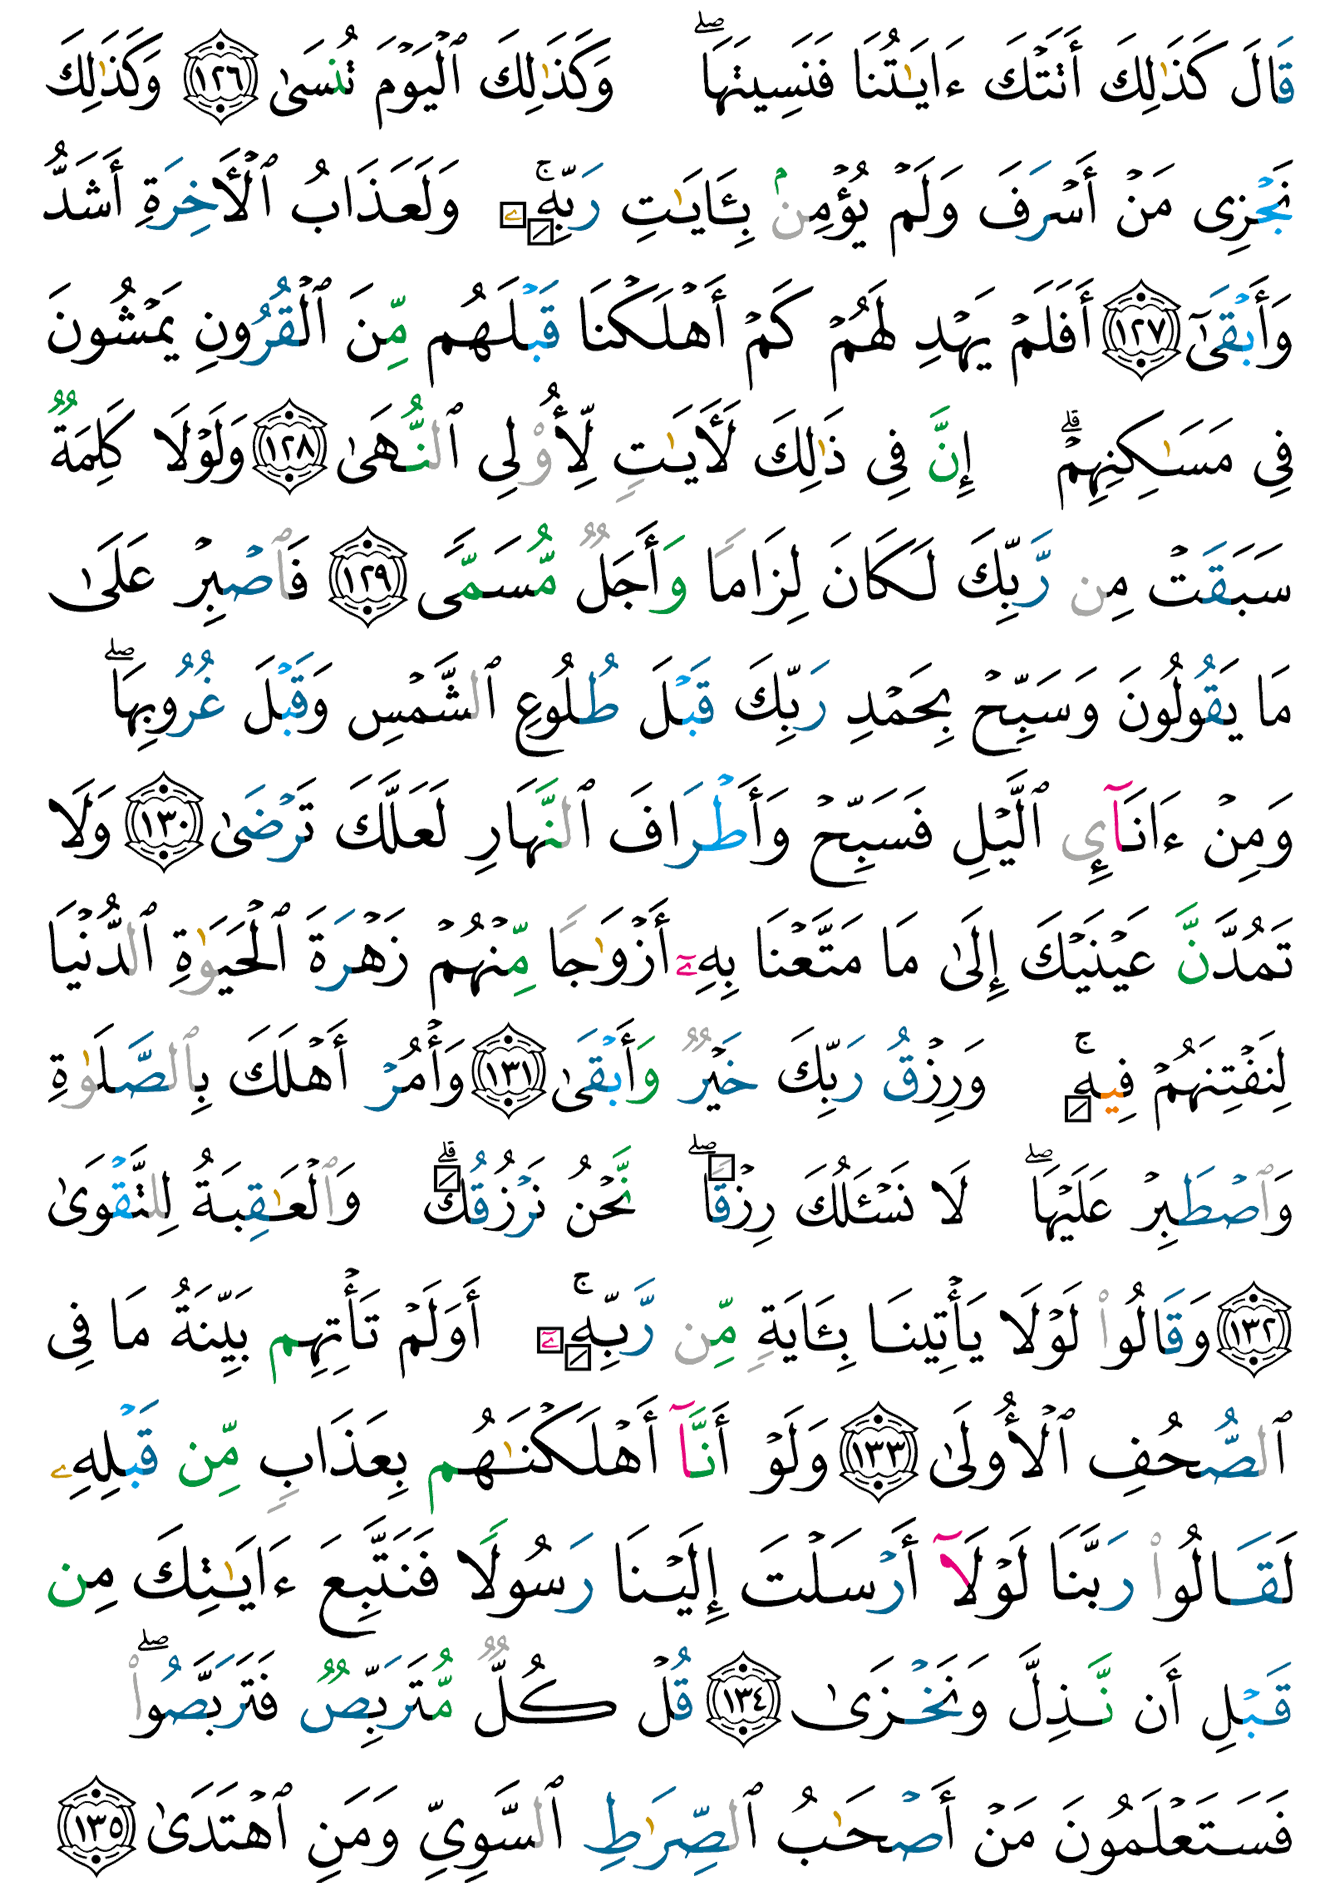 قَالَ كَذَٰلِكَ أَتَتْكَ ءَايَـٰتُنَا فَنَسِيتَهَا ۖ وَكَذَٰلِكَ ٱلْيَوْمَ تُنسَىٰ ١٢٦ وَكَذَٰلِكَ
نَجْزِى مَنْ أَسْرَفَ وَلَمْ يُؤْمِنۢ بِـَٔايَـٰتِ رَبِّهِۦ ۚ وَلَعَذَابُ ٱلْـَٔاخِرَةِ أَشَدُّ
وَأَبْقَىٰٓ ١٢٧ أَفَلَمْ يَهْدِ لَهُمْ كَمْ أَهْلَكْنَا قَبْلَهُم مِّنَ ٱلْقُرُونِ يَمْشُونَ
فِى مَسَـٰكِنِهِمْ ۗ إِنَّ فِى ذَٰلِكَ لَـَٔايَـٰتٍ لِّأُو۟لِى ٱلنُّهَىٰ ١٢٨ وَلَوْلَا كَلِمَةٌ
سَبَقَتْ مِن رَّبِّكَ لَكَانَ لِزَامًا وَأَجَلٌ مُّسَمًّى ١٢٩ فَٱصْبِرْ عَلَىٰ
مَا يَقُولُونَ وَسَبِّحْ بِحَمْدِ رَبِّكَ قَبْلَ طُلُوعِ ٱلشَّمْسِ وَقَبْلَ غُرُوبِهَا ۖ
وَمِنْ ءَانَآئِ ٱلَّيْلِ فَسَبِّحْ وَأَطْرَافَ ٱلنَّهَارِ لَعَلَّكَ تَرْضَىٰ ١٣٠ وَلَا
تَمُدَّنَّ عَيْنَيْكَ إِلَىٰ مَا مَتَّعْنَا بِهِۦٓ أَزْوَٰجًا مِّنْهُمْ زَهْرَةَ ٱلْحَيَوٰةِ ٱلدُّنْيَا
لِنَفْتِنَهُمْ فِيهِ ۚ وَرِزْقُ رَبِّكَ خَيْرٌ وَأَبْقَىٰ ١٣١ وَأْمُرْ أَهْلَكَ بِٱلصَّلَوٰةِ
وَٱصْطَبِرْ عَلَيْهَا ۖ لَا نَسْـَٔلُكَ رِزْقًا ۖ نَّحْنُ نَرْزُقُكَ ۗ وَٱلْعَـٰقِبَةُ لِلتَّقْوَىٰ
١٣٢ وَقَالُوا۟ لَوْلَا يَأْتِينَا بِـَٔايَةٍ مِّن رَّبِّهِۦٓ ۚ أَوَلَمْ تَأْتِهِم بَيِّنَةُ مَا فِى
ٱلصُّحُفِ ٱلْأُولَىٰ ١٣٣ وَلَوْ أَنَّآ أَهْلَكْنَـٰهُم بِعَذَابٍ مِّن قَبْلِهِۦ
لَقَالُوا۟ رَبَّنَا لَوْلَآ أَرْسَلْتَ إِلَيْنَا رَسُولًا فَنَتَّبِعَ ءَايَـٰتِكَ مِن
قَبْلِ أَن نَّذِلَّ وَنَخْزَىٰ ١٣٤ قُلْ كُلٌّ مُّتَرَبِّصٌ فَتَرَبَّصُوا۟ ۖ
فَسَتَعْلَمُونَ مَنْ أَصْحَـٰبُ ٱلصِّرَٰطِ ٱلسَّوِىِّ وَمَنِ ٱهْتَدَىٰ ١٣٥